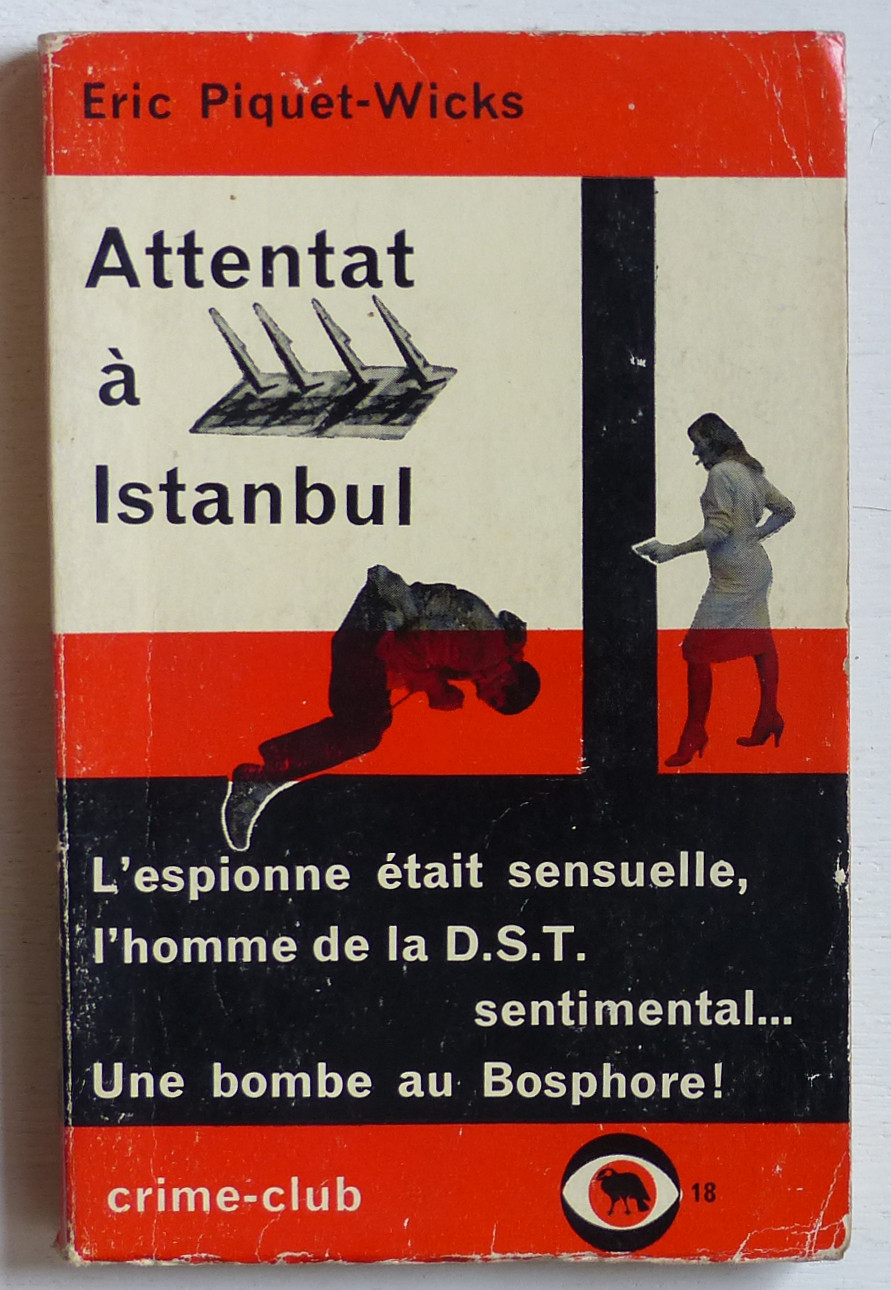 Eric Piquet-Wicks
Attentat
à
Istanbul
L'espionne était sensuelle,
l'homme de la D.S.T.
sentimental...
Une bombe au Bosphore!
crime-club
18